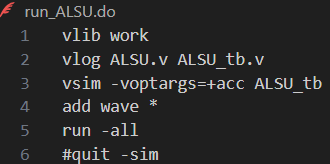 run_ALSU.do
1 vlib work
2 vlog ALSU.v ALSU_tb.v
3 vsim -voptargs=+acc ALSU_tb
4 add wave *
5 run -all
6 #quit -sim